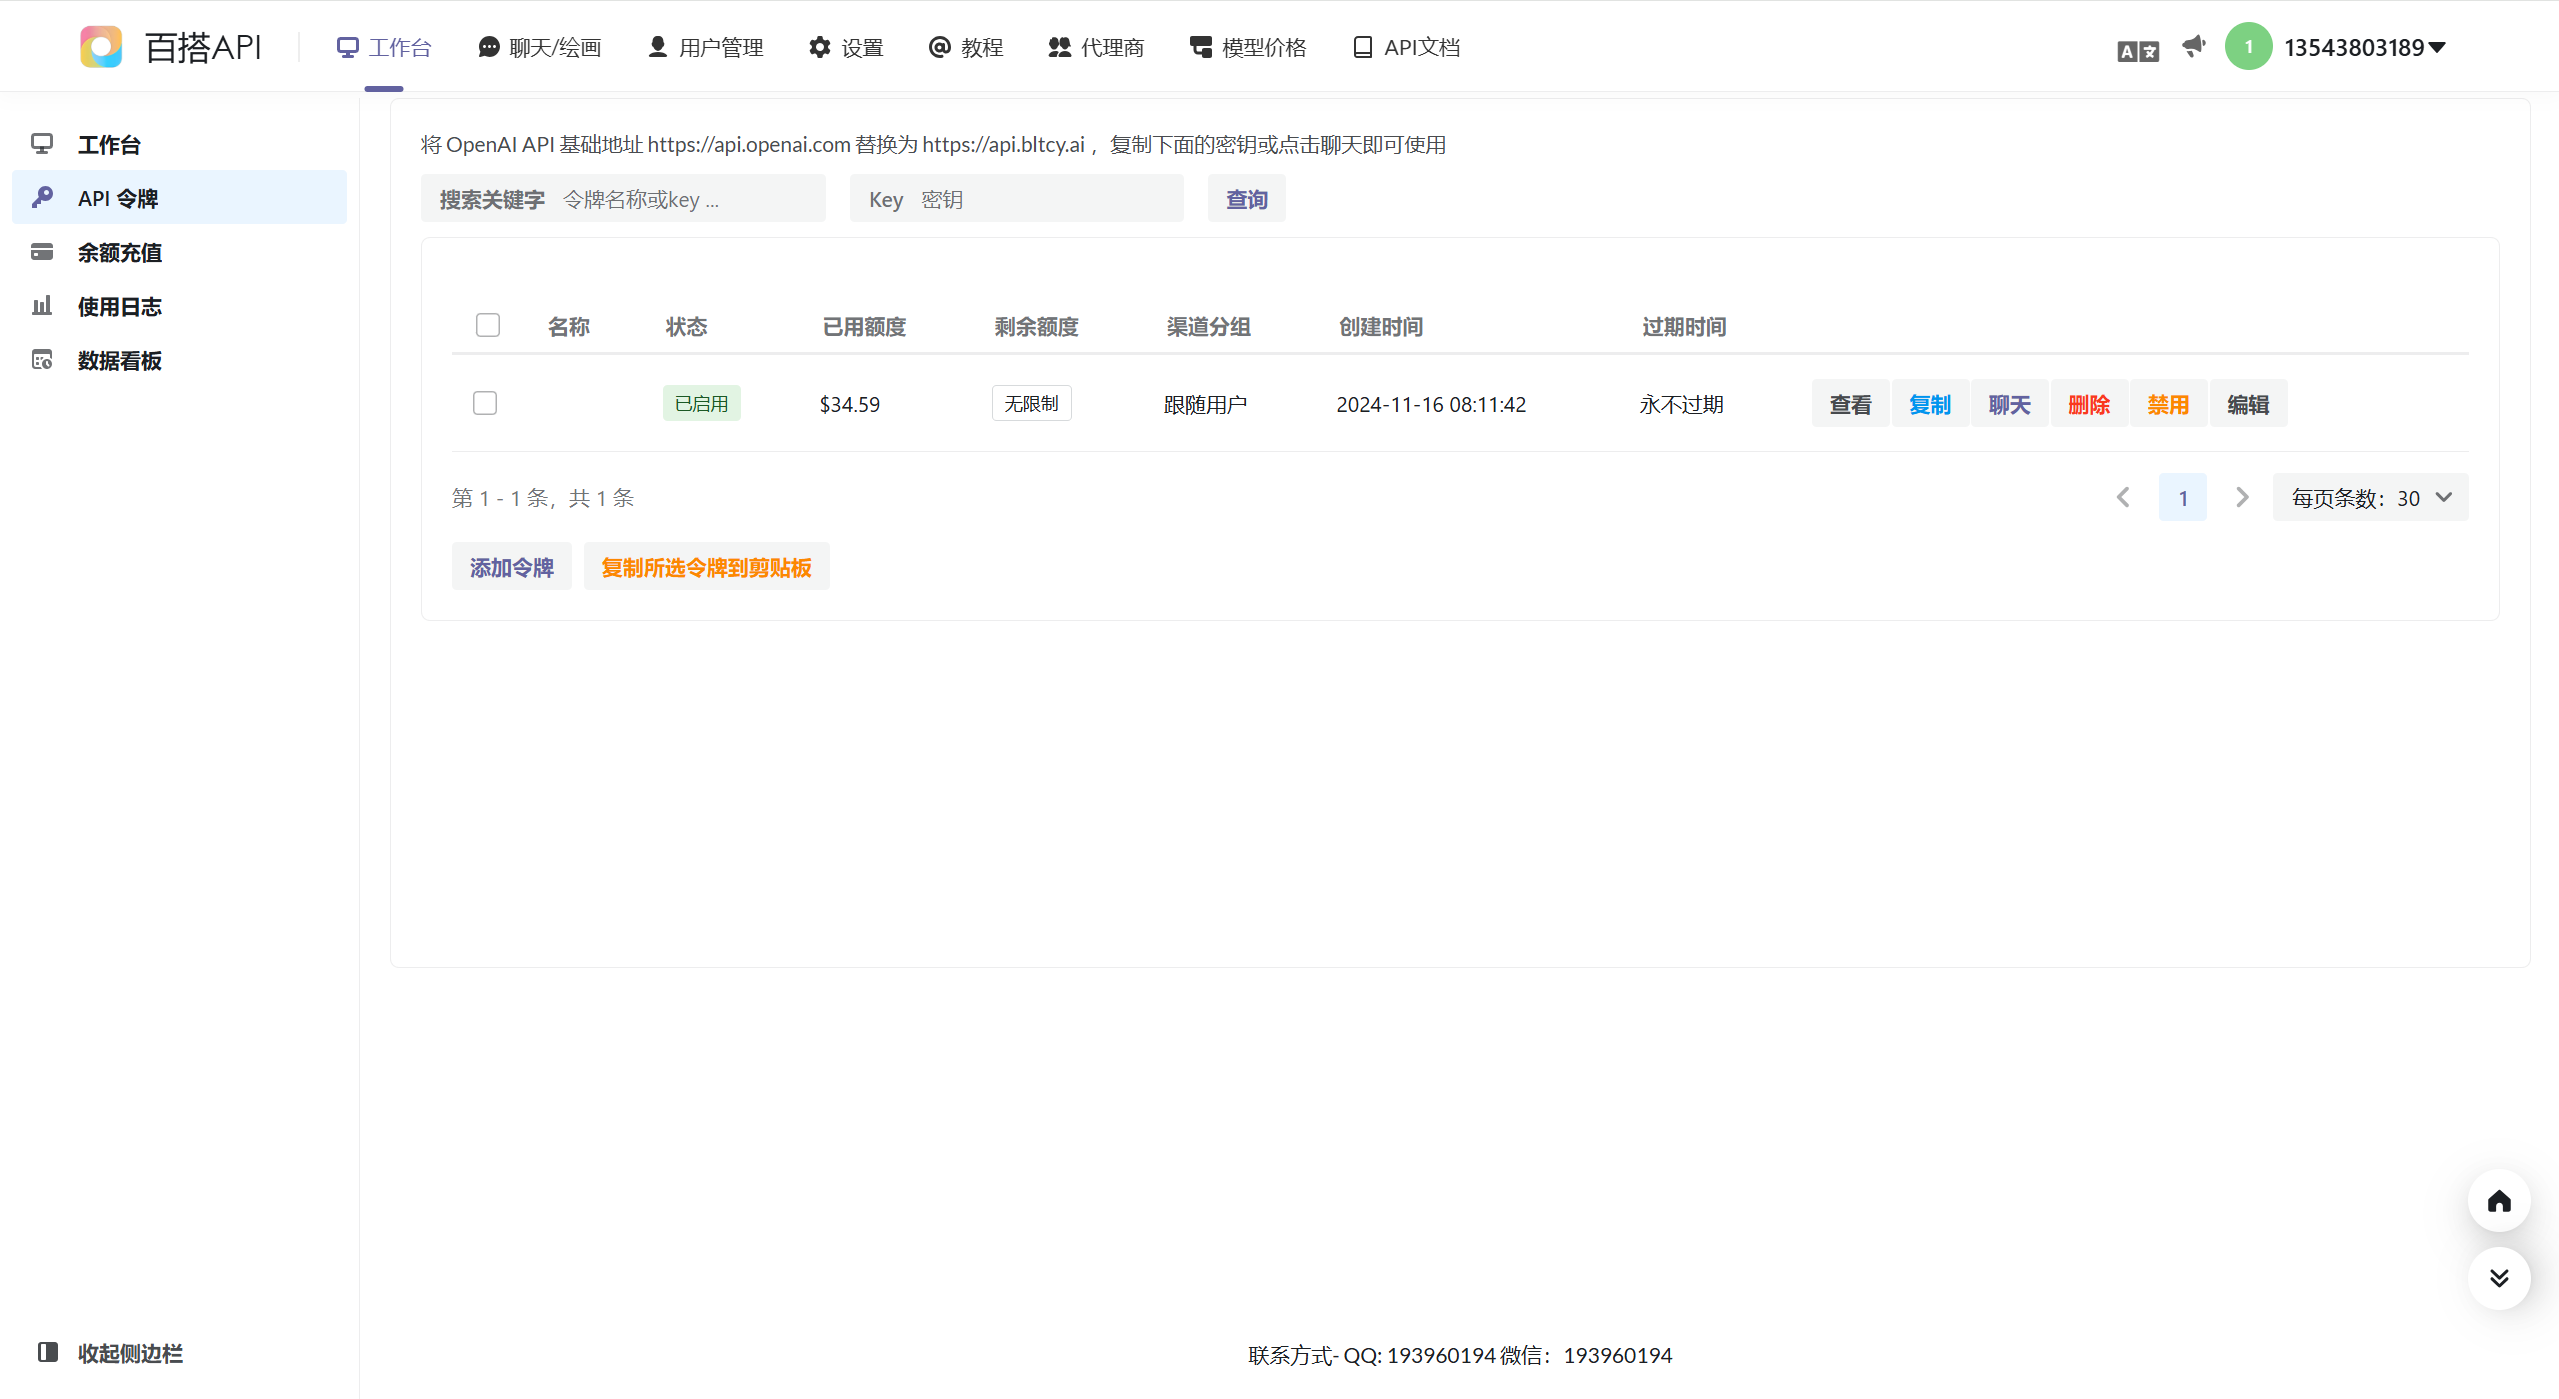 百搭API
工作台
聊天/绘画
用户管理
设置
教程
代理商
模型价格
API文档
A 文
1
13543803189
工作台
API 令牌
余额充值
使用日志
数据看板
将 OpenAI API 基础地址 https://api.openai.com 替换为 https://api.bltcy.ai ，复制下面的密钥或点击聊天即可使用
搜索关键字 令牌名称或key ... Key 密钥 查询
名称 状态 已用额度 剩余额度 渠道分组 创建时间 过期时间
已启用 $34.59 无限制 跟随用户 2024-11-16 08:11:42 永不过期 查看 复制 聊天 删除 禁用 编辑
第 1 - 1 条，共 1 条 1 每页条数：30
添加令牌 复制所选令牌到剪贴板
收起侧边栏
联系方式- QQ: 193960194 微信：193960194